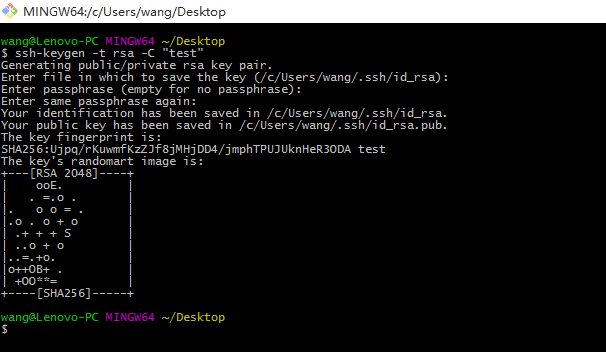 MINGW64:/c/Users/wang/Desktop
wang@Lenovo-PC MINGW64 ~/Desktop
$ ssh-keygen -t rsa -C "test"
Generating public/private rsa key pair.
Enter file in which to save the key (/c/Users/wang/.ssh/id_rsa):
Enter passphrase (empty for no passphrase):
Enter same passphrase again:
Your identification has been saved in /c/Users/wang/.ssh/id_rsa.
Your public key has been saved in /c/Users/wang/.ssh/id_rsa.pub.
The key fingerprint is:
SHA256:Ujpq/rKuwmfKzZJf8jMHjDD4/jmphTPUJUknHeR3ODA test
The key's randomart image is:
+---[RSA 2048]----+
|    ooE.         |
|   . =.o .       |
|.   o o = .      |
|.o . o + o       |
| .+ + + S        |
| ..o + o         |
|..=.+o.          |
|o++OB+ .         |
| +OO**=          |
+----[SHA256]-----+
wang@Lenovo-PC MINGW64 ~/Desktop
$